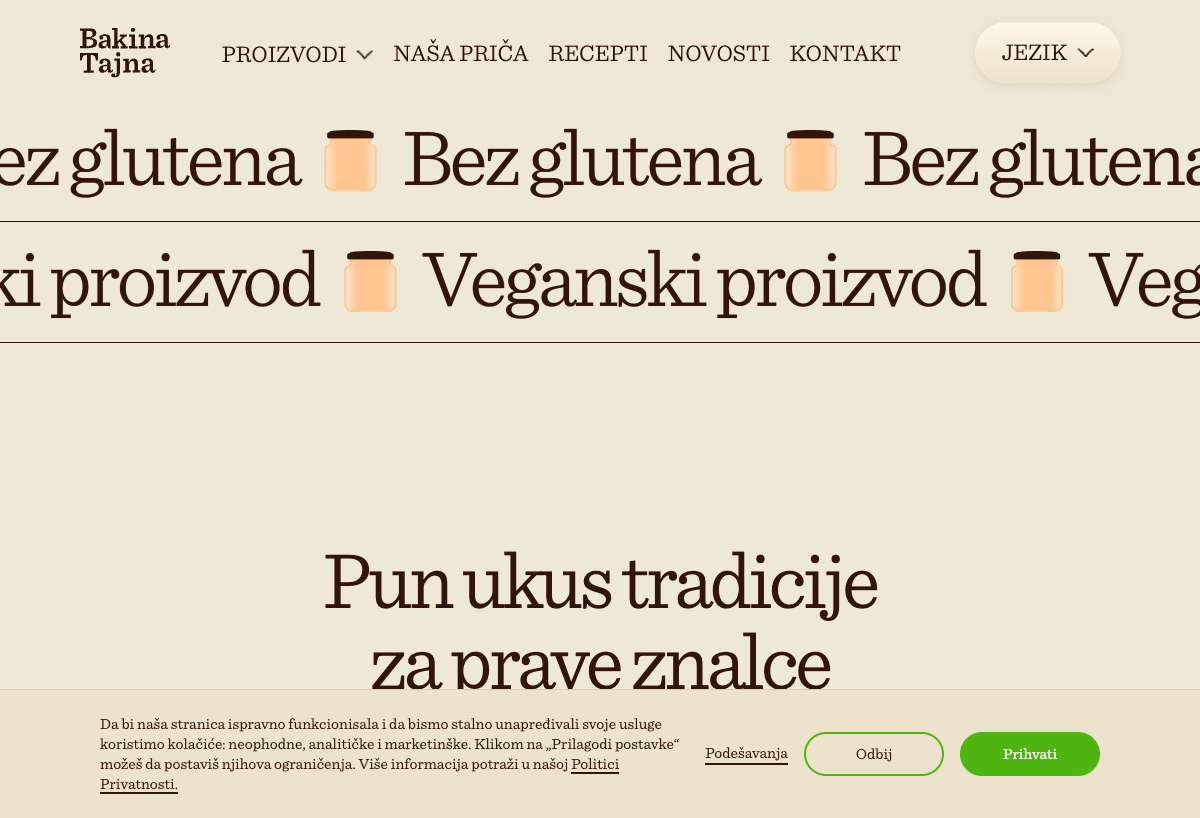 Bakina
Tajna
PROIZVODI
NAŠA PRIČA
RECEPTI
NOVOSTI
KONTAKT
JEZIK
ez glutena Bez glutena Bez glutena
ki proizvod Veganski proizvod Veg
Pun ukus tradicije
za prave znalce
Da bi naša stranica ispravno funkcionisala i da bismo stalno unapređivali svoje usluge
koristimo kolačiće: neophodne, analitičke i marketinške. Klikom na „Prilagodi postavke“
možeš da postaviš njihova ograničenja. Više informacija potraži u našoj Politici
Privatnosti.
Podešavanja
Odbij
Prihvati